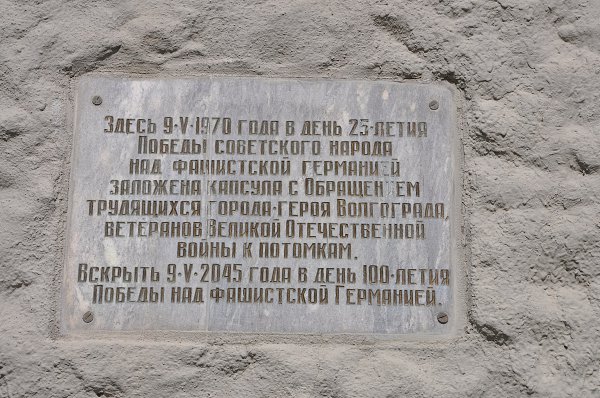 Здесь 9·V·1970 года в день 25-летия
Победы советского народа
над фашистской Германией
заложена капсула с Обращением
трудящихся города-героя Волгограда,
ветеранов Великой Отечественной
войны к потомкам.
Вскрыть 9·V·2045 года в день 100-летия
Победы над фашистской Германией.